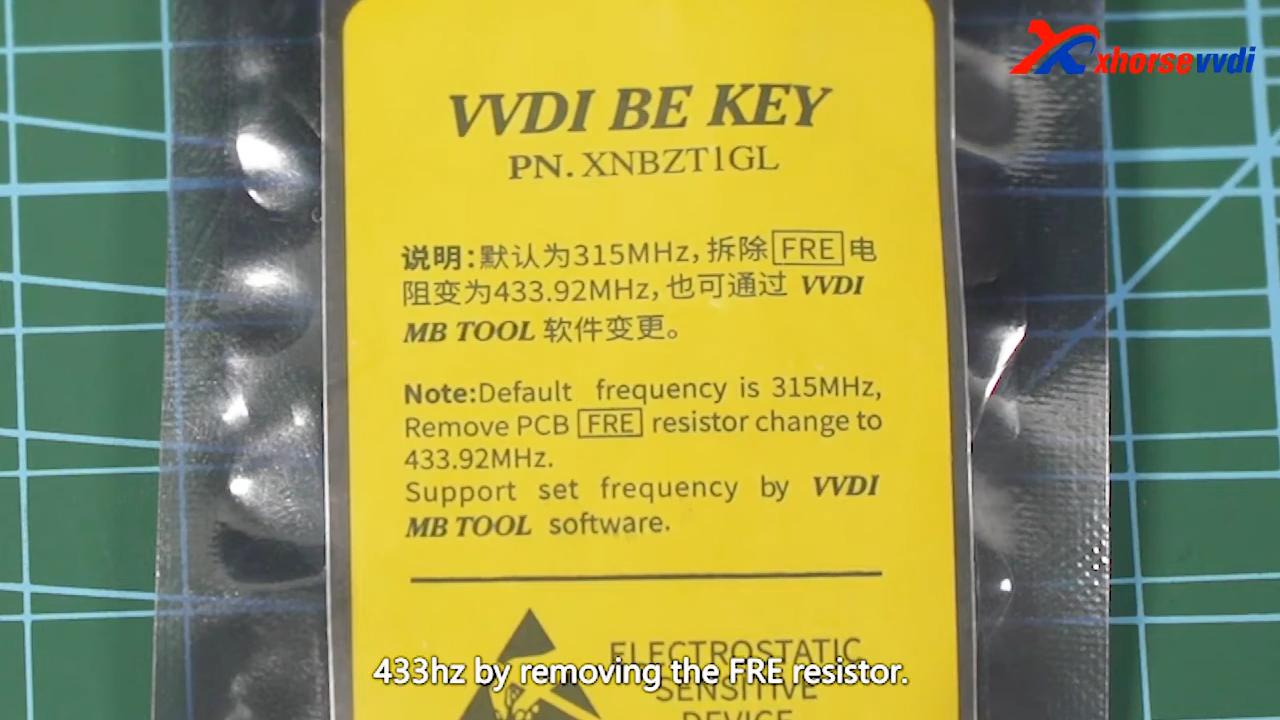 xhorsevvdi
VVDI BE KEY
PN. XNBZT1GL
说明:默认为315MHz,拆除 FRE 电
阻变为433.92MHz,也可通过 VVDI
MB TOOL 软件变更。
Note:Default frequency is 315MHz,
Remove PCB FRE resistor change to
433.92MHz.
Support set frequency by VVDI
MB TOOL software.
ELECTROSTATIC
433hz by removing the FRE resistor.
SENSITIVE
DEVICE